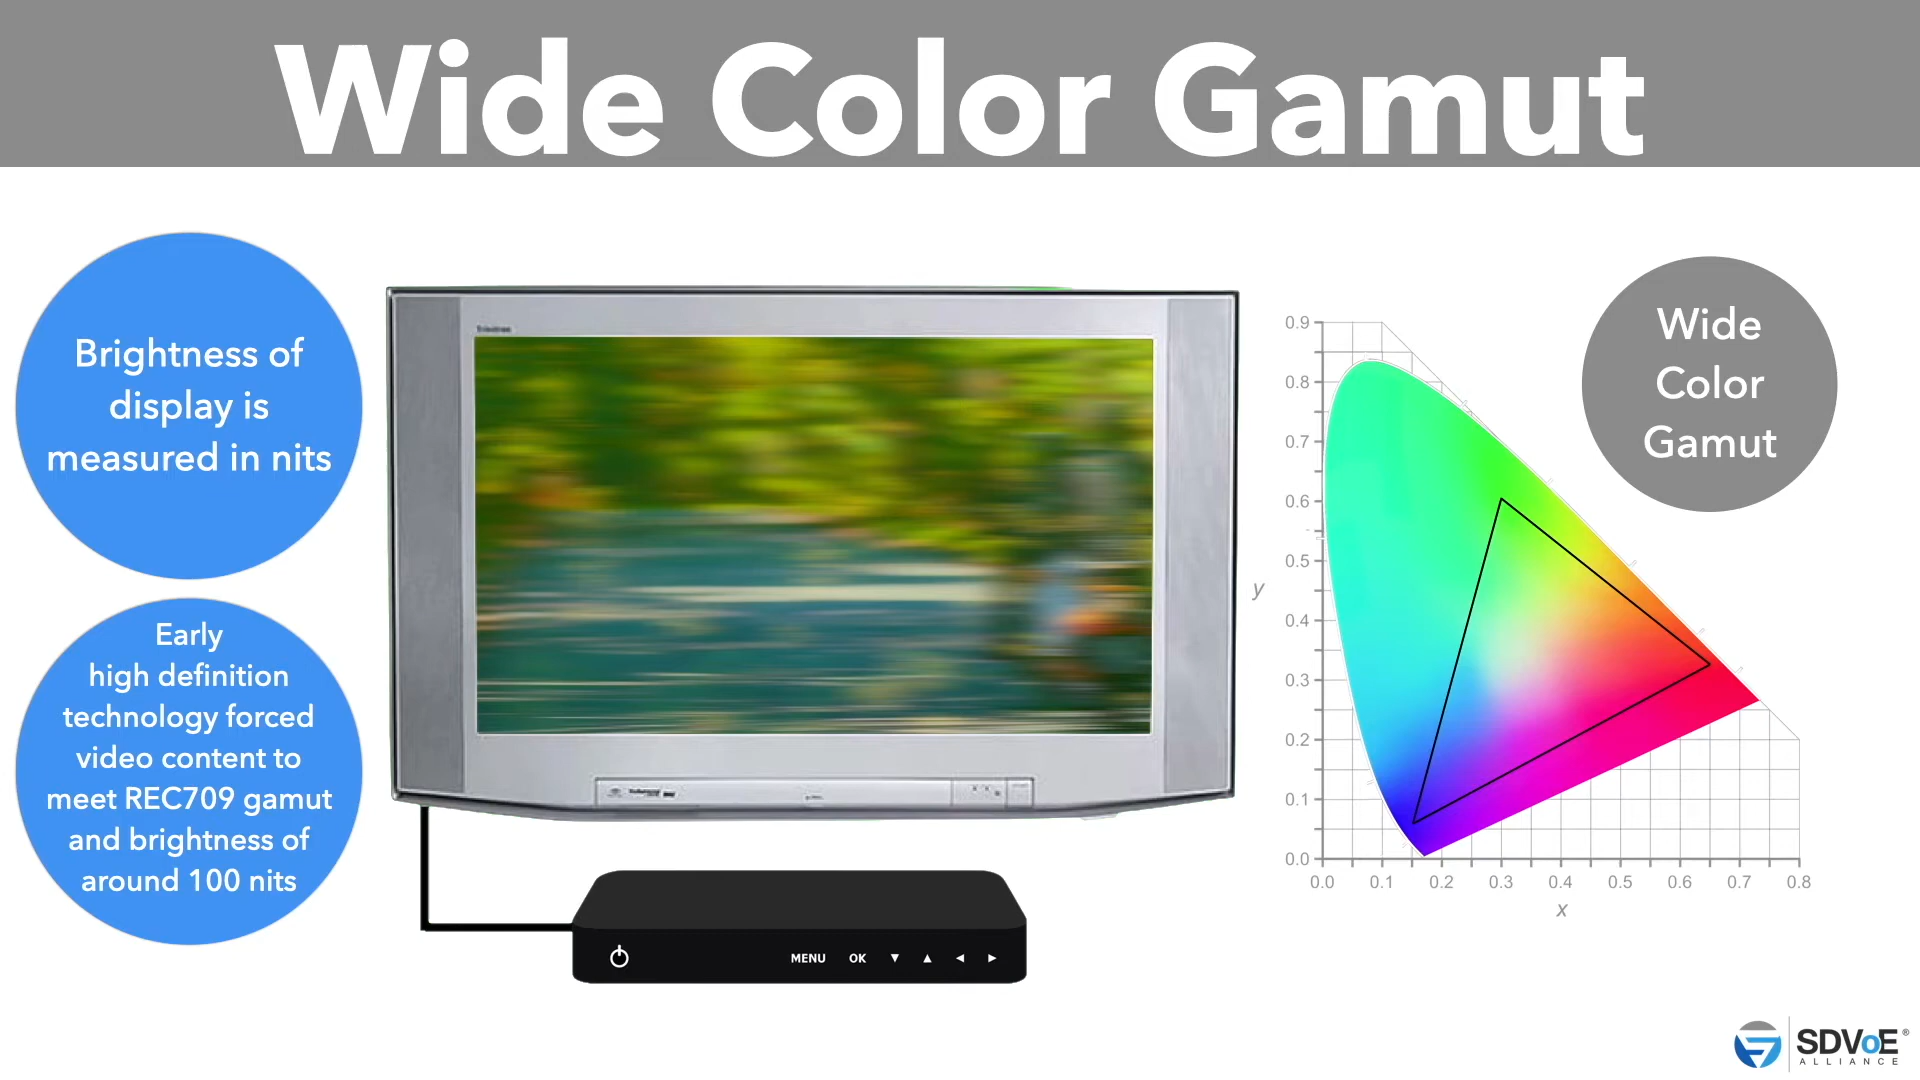 Wide Color Gamut
Brightness of
display is
measured in nits
Early
high definition
technology forced
video content to
meet REC709 gamut
and brightness of
around 100 nits
MENU OK ▼ ▲ ◀ ▶
0.9
0.8
0.7
0.6
0.5
0.4
0.3
0.2
0.1
0.0
y
0.0 0.1 0.2 0.3 0.4 0.5 0.6 0.7 0.8
x
Wide
Color
Gamut
SDVoE®
ALLIANCE